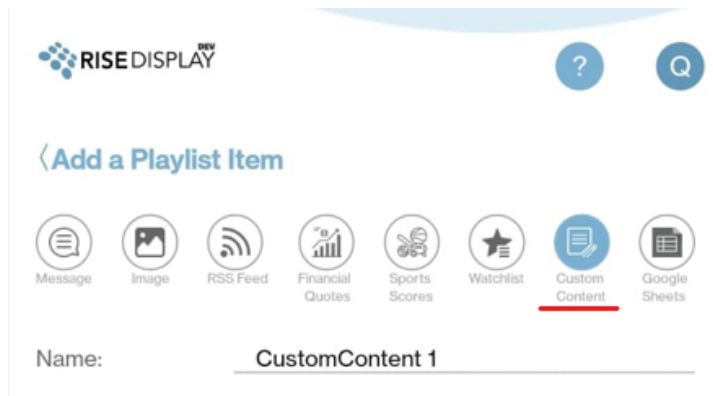 RISEDISPLAY DEV
? Q
〈Add a Playlist Item
Message Image RSS Feed Financial Quotes Sports Scores Watchlist Custom Content Google Sheets
Name: CustomContent 1